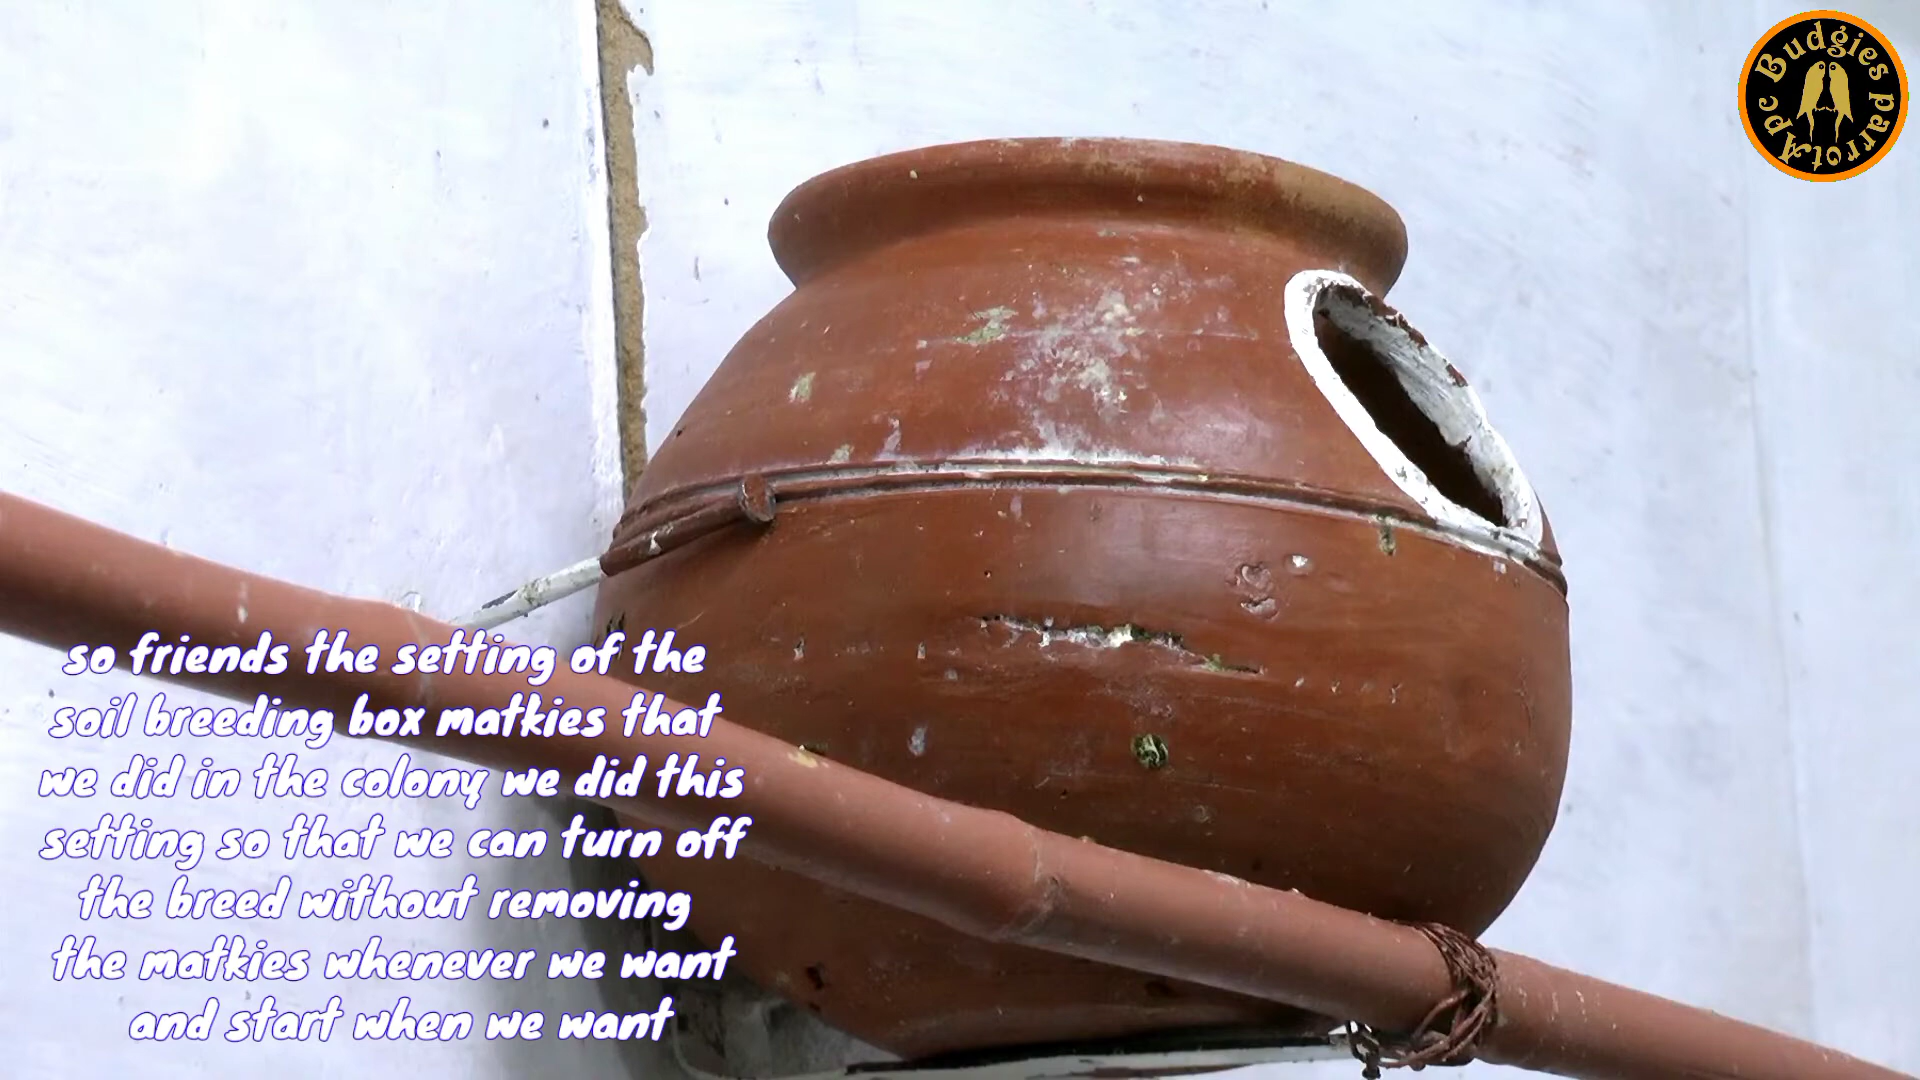 Apc Budgies parrot
so friends the setting of the
soil breeding box matkies that
we did in the colony we did this
setting so that we can turn off
the breed without removing
the matkies whenever we want
and start when we want